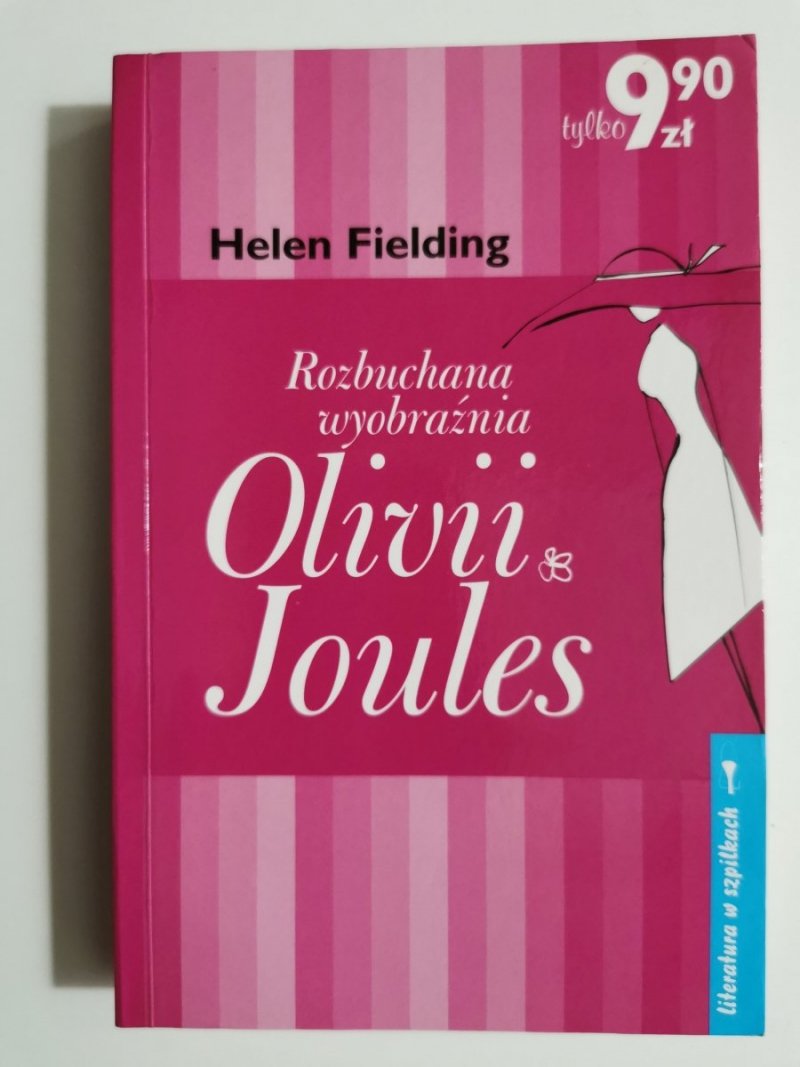 tylko 9 90 zł
Helen Fielding
Rozbuchana
wyobraźnia
Olivii
Joules
literatura w szpilkach